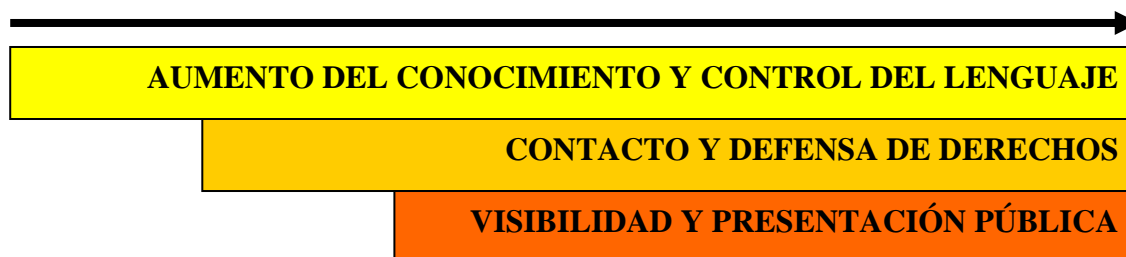 AUMENTO DEL CONOCIMIENTO Y CONTROL DEL LENGUAJE
CONTACTO Y DEFENSA DE DERECHOS
VISIBILIDAD Y PRESENTACIÓN PÚBLICA